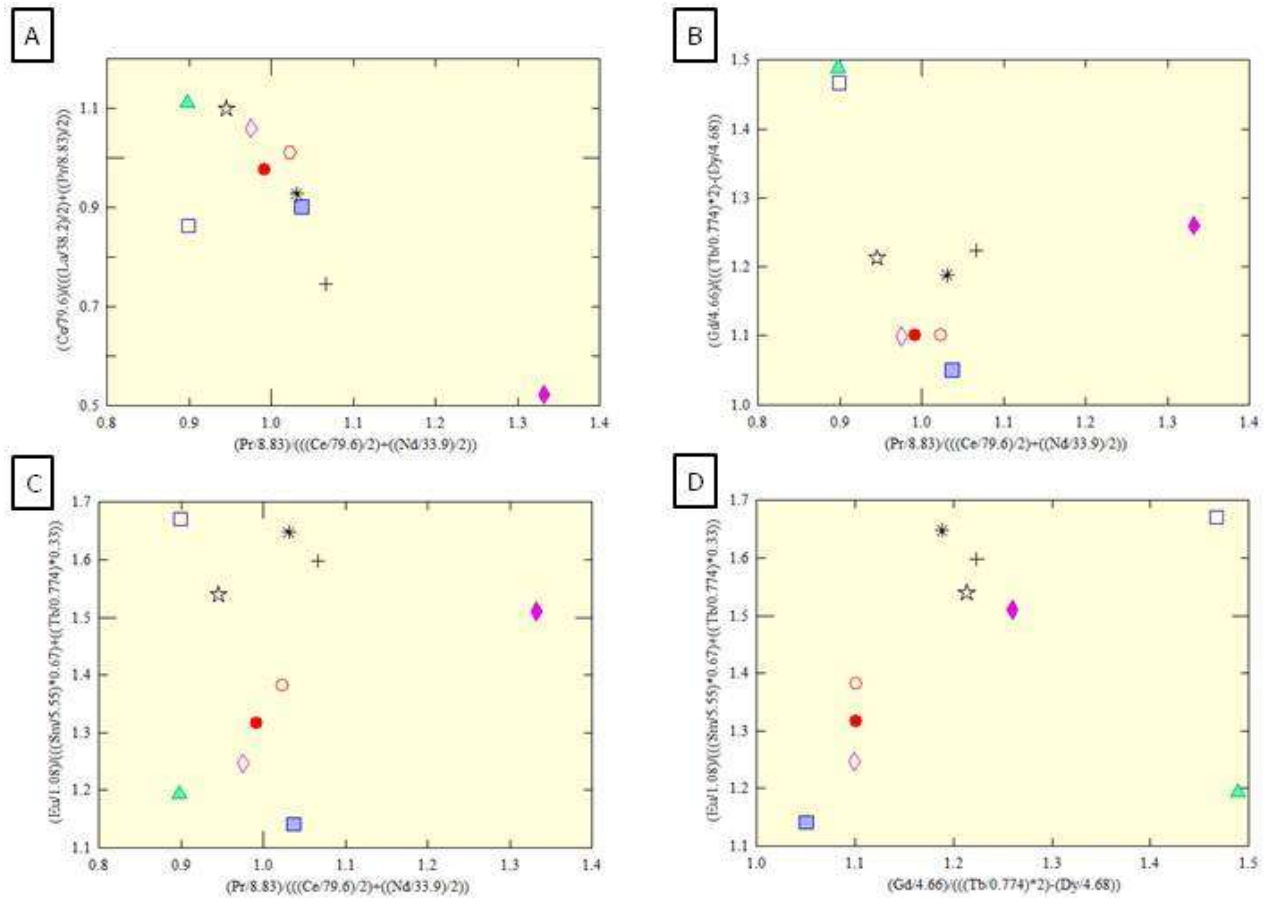 A
B
((Ce/79.6)/(((La/38.2)/2)+((Pr/8.83)/2))
1.1
0.9
0.7
0.5
0.8 0.9 1.0 1.1 1.2 1.3 1.4
(Pr/8.83)/(((Ce/79.6)/2)+((Nd/33.9)/2))
(Gd/4.66)/(((Tb/0.774)*2)-(Dy/4.68))
1.5
1.4
1.3
1.2
1.1
1.0
0.8 0.9 1.0 1.1 1.2 1.3 1.4
(Pr/8.83)/(((Ce/79.6)/2)+((Nd/33.9)/2))
C
D
(Eu/1.08)/(((Sm/5.55)*0.67)+((Tb/0.774)*0.33))
1.7
1.6
1.5
1.4
1.3
1.2
1.1
0.8 0.9 1.0 1.1 1.2 1.3 1.4
(Pr/8.83)/(((Ce/79.6)/2)+((Nd/33.9)/2))
(Eu/1.08)/(((Sm/5.55)*0.67)+((Tb/0.774)*0.33))
1.7
1.6
1.5
1.4
1.3
1.2
1.1
1.0 1.1 1.2 1.3 1.4 1.5
(Gd/4.66)/(((Tb/0.774)*2)-(Dy/4.68))